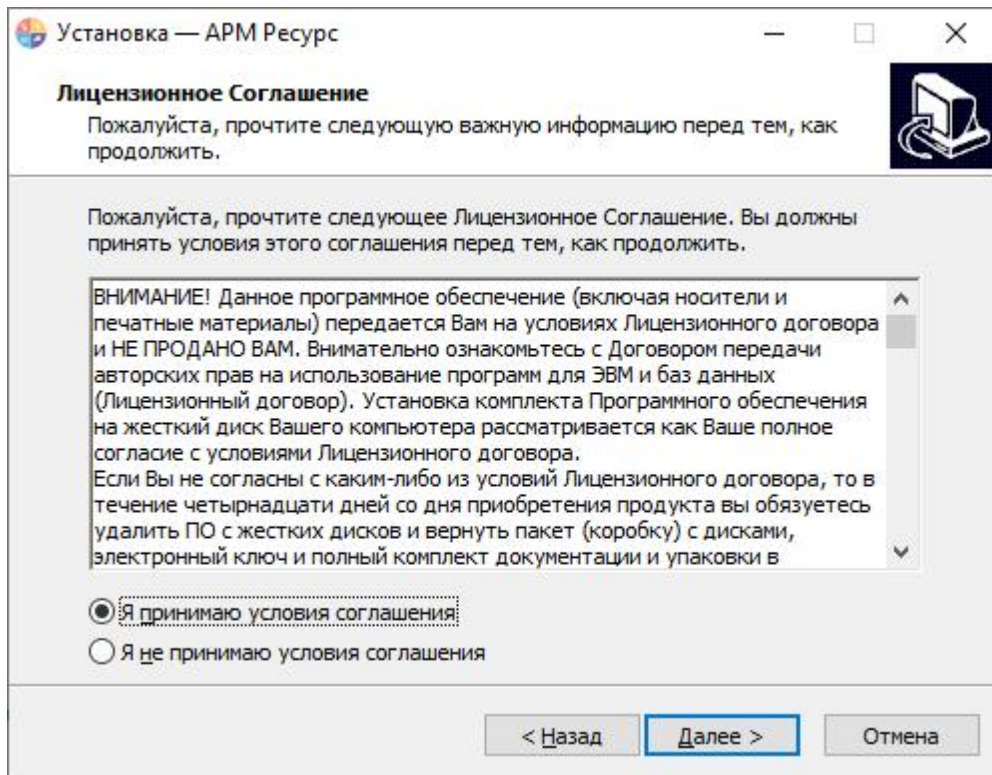 Установка — АРМ Ресурс
Лицензионное Соглашение
Пожалуйста, прочтите следующую важную информацию перед тем, как
продолжить.
Пожалуйста, прочтите следующее Лицензионное Соглашение. Вы должны
принять условия этого соглашения перед тем, как продолжить.
ВНИМАНИЕ! Данное программное обеспечение (включая носители и
печатные материалы) передается Вам на условиях Лицензионного договора
и НЕ ПРОДАНО ВАМ. Внимательно ознакомьтесь с Договором передачи
авторских прав на использование программ для ЭВМ и баз данных
(Лицензионный договор). Установка комплекта Программного обеспечения
на жесткий диск Вашего компьютера рассматривается как Ваше полное
согласие с условиями Лицензионного договора.
Если Вы не согласны с каким-либо из условий Лицензионного договора, то в
течение четырнадцати дней со дня приобретения продукта вы обязуетесь
удалить ПО с жестких дисков и вернуть пакет (коробку) с дисками,
электронный ключ и полный комплект документации и упаковки в
Я принимаю условия соглашения
Я не принимаю условия соглашения
< Назад Далее > Отмена